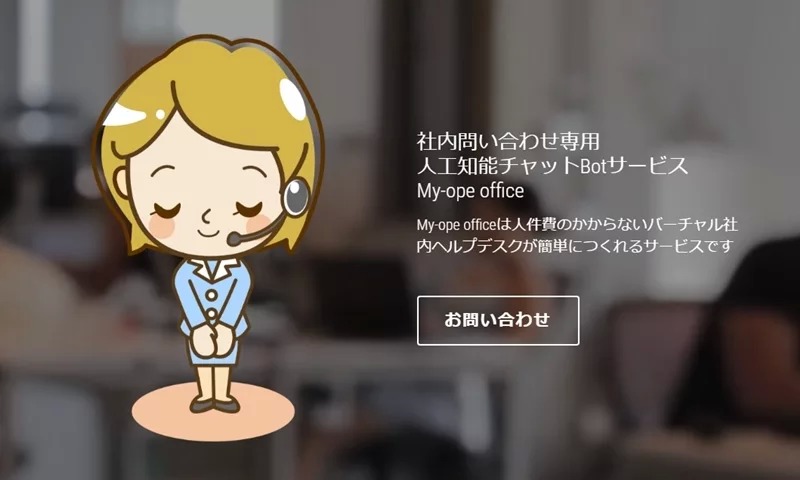 社内問い合わせ専用
人工知能チャットBotサービス
My-ope office
My-ope officeは人件費のかからないバーチャル社
内ヘルプデスクが簡単につくれるサービスです
お問い合わせ